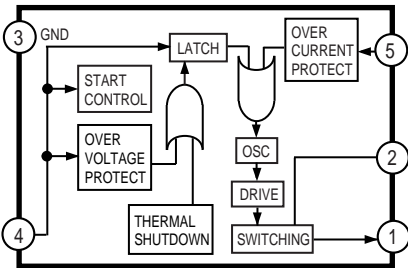 3 GND
LATCH
OVER
CURRENT
PROTECT
5
START
CONTROL
OVER
VOLTAGE
PROTECT
OSC
2
DRIVE
THERMAL
SHUTDOWN
4
SWITCHING
1